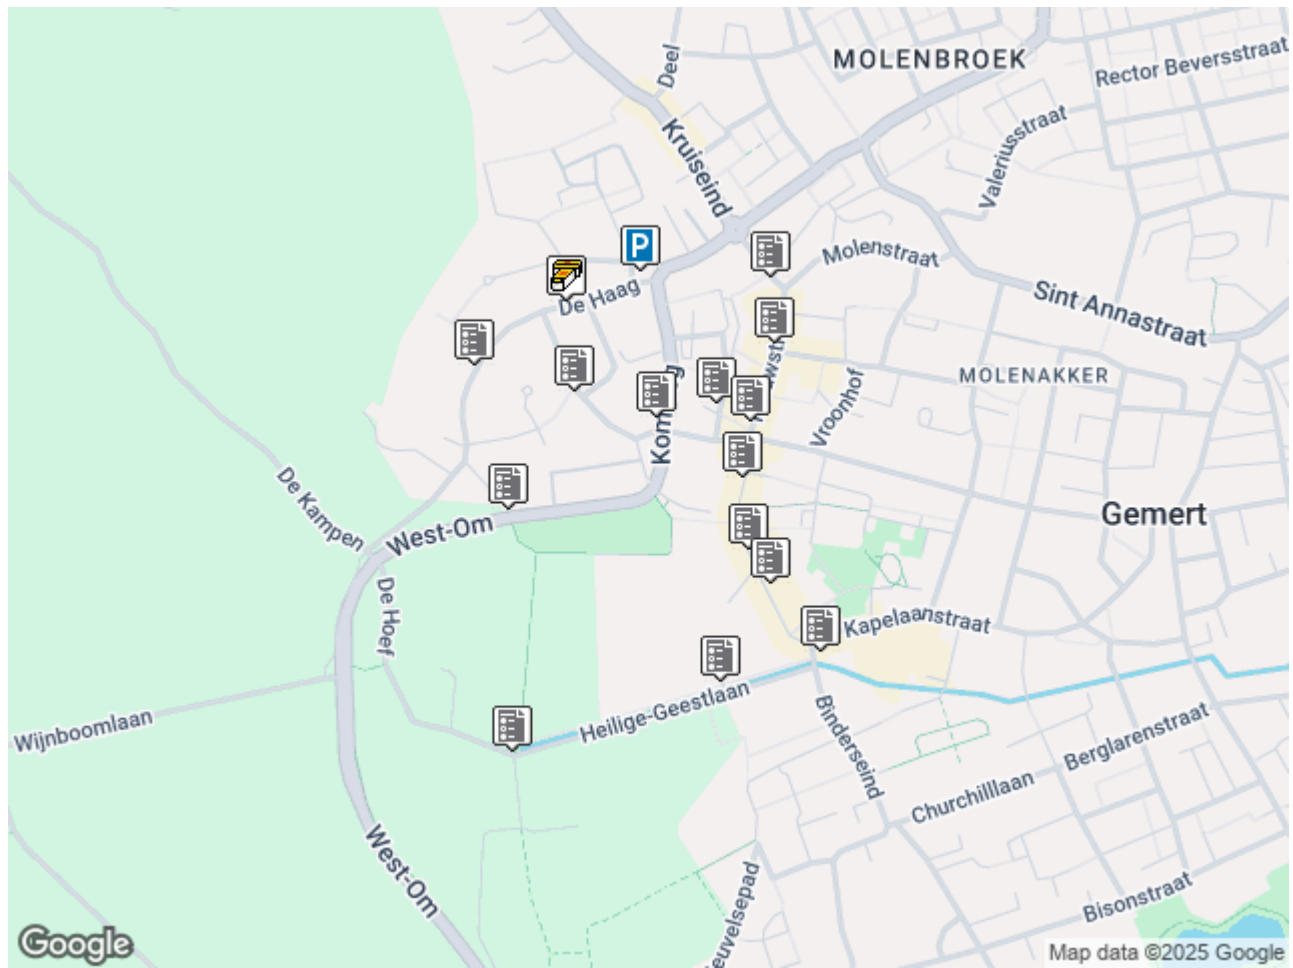 MOLENBROEK
Rector Beversstraat
Deel
Kruiseind
Valeriusstraat
P
Molenstraat
De Haag
Sint Annastraat
MOLENAKKER
Vroonhof
De Kampen
West-Om
Gemert
De Hoef
Kapelaanstraat
Heilige-Geestlaan
Wijnboomlaan
Binderseind
Berglarenstraat
Churchilllaan
West-Om
Bisonstraat
Google
Map data ©2025 Google